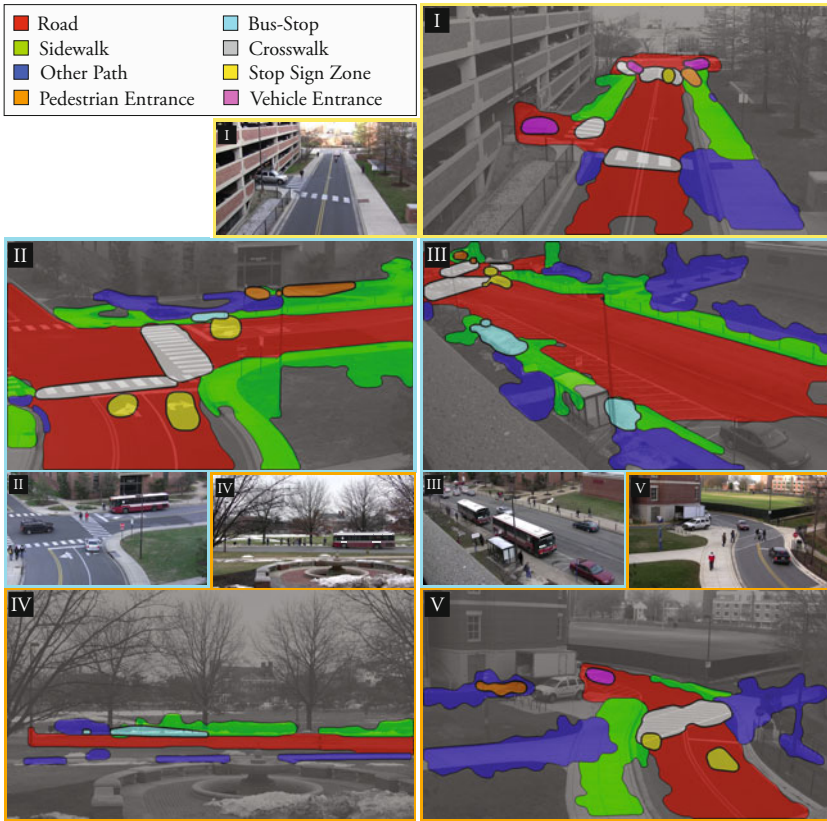 Road
Sidewalk
Other Path
Pedestrian Entrance
Bus-Stop
Crosswalk
Stop Sign Zone
Vehicle Entrance
I
I
II
III
II
IV
III
V
IV
V